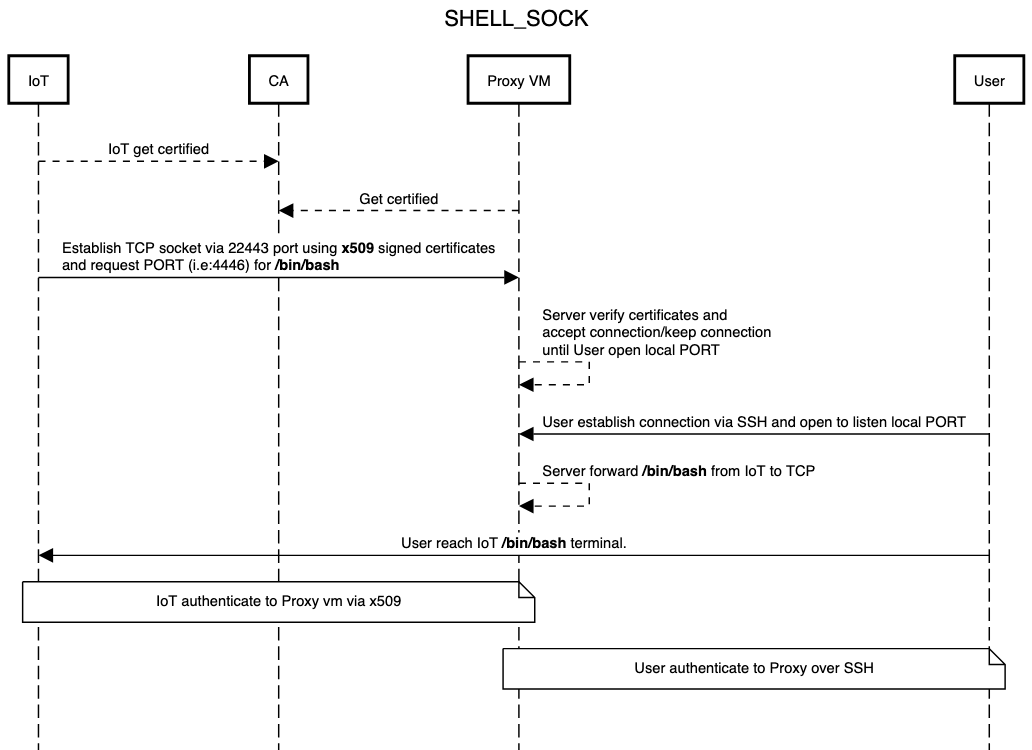 SHELL_SOCK
IoT
CA
Proxy VM
User
IoT get certified
Get certified
Establish TCP socket via 22443 port using x509 signed certificates
and request PORT (i.e:4446) for /bin/bash
Server verify certificates and
accept connection/keep connection
until User open local PORT
User establish connection via SSH and open to listen local PORT
Server forward /bin/bash from IoT to TCP
User reach IoT /bin/bash terminal.
IoT authenticate to Proxy vm via x509
User authenticate to Proxy over SSH